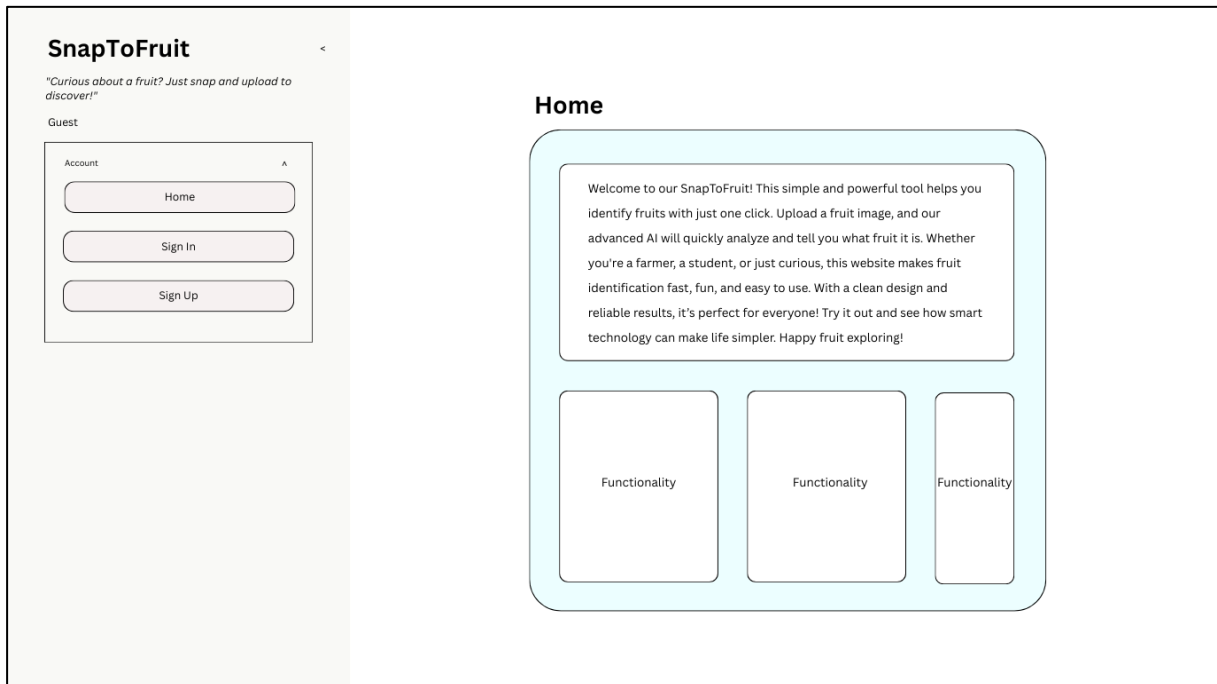 SnapToFruit
<
"Curious about a fruit? Just snap and upload to
discover!"
Guest
Account
ʌ
Home
Sign In
Sign Up
Home
Welcome to our SnapToFruit! This simple and powerful tool helps you
identify fruits with just one click. Upload a fruit image, and our
advanced AI will quickly analyze and tell you what fruit it is. Whether
you're a farmer, a student, or just curious, this website makes fruit
identification fast, fun, and easy to use. With a clean design and
reliable results, it's perfect for everyone! Try it out and see how smart
technology can make life simpler. Happy fruit exploring!
Functionality
Functionality
Functionality